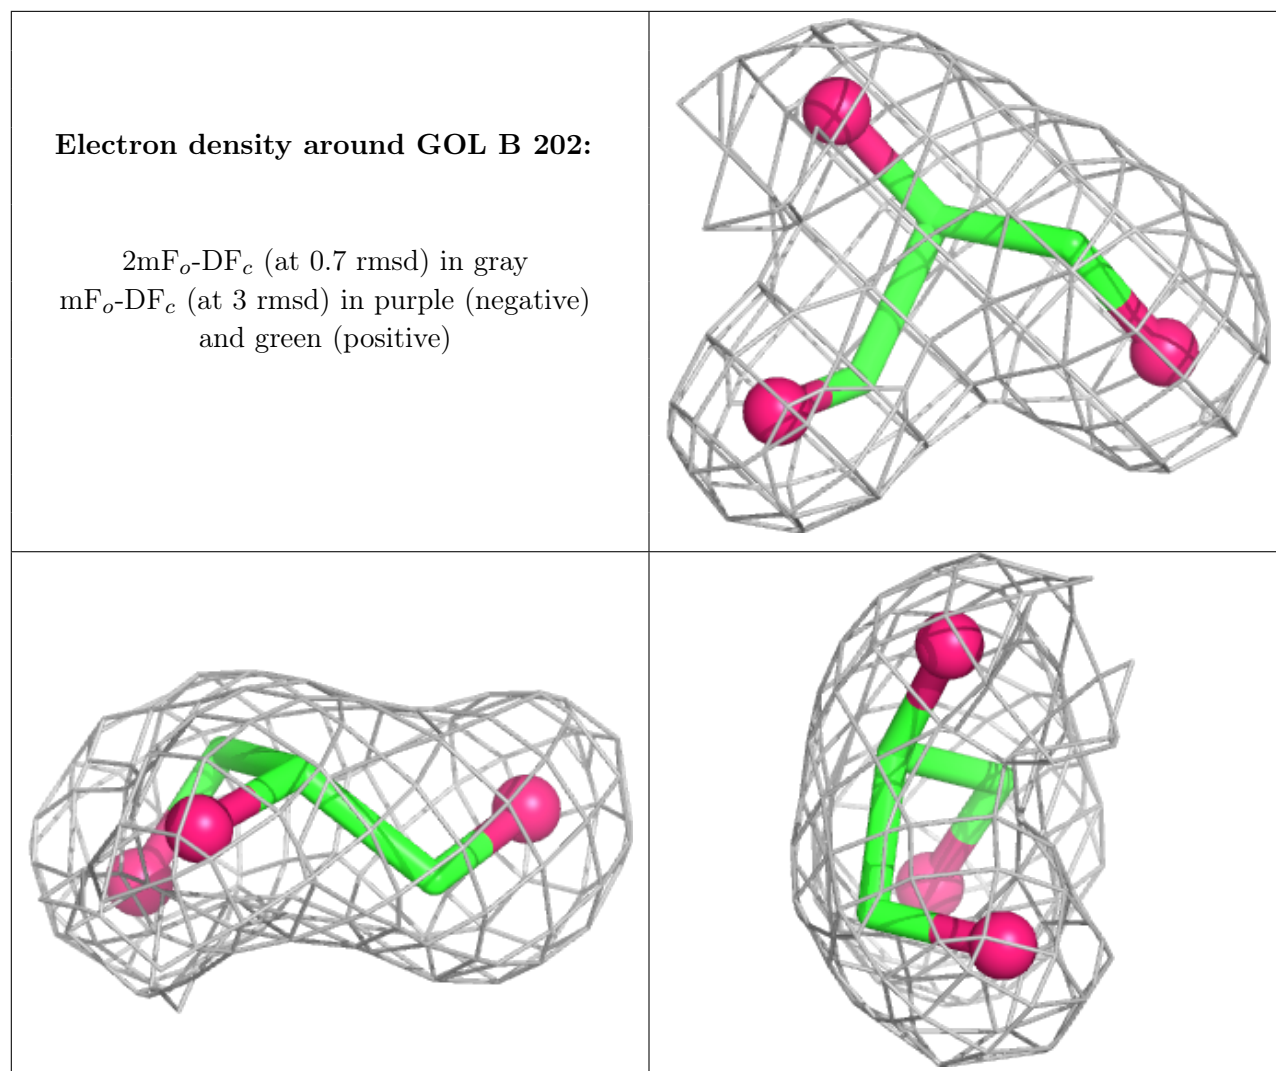 Electron density around GOL B 202:
2mFo-DFc (at 0.7 rmsd) in gray
mFo-DFc (at 3 rmsd) in purple (negative)
and green (positive)